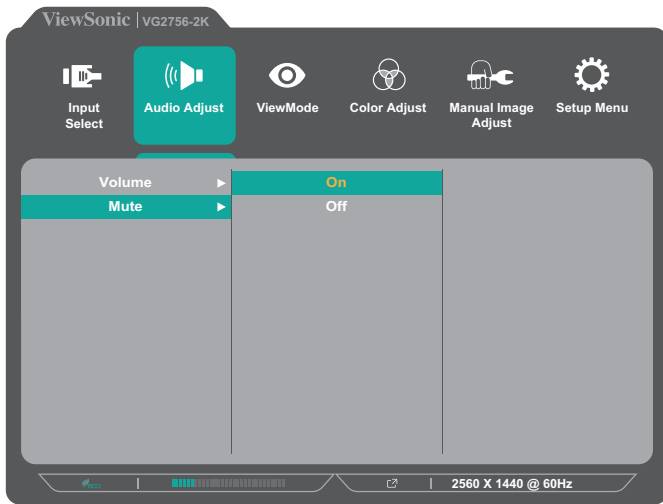 ViewSonic | VG2756-2K
Input Select
Audio Adjust
ViewMode
Color Adjust
Manual Image Adjust
Setup Menu
Volume
On
Mute
Off
ECO
2560 X 1440 @ 60Hz